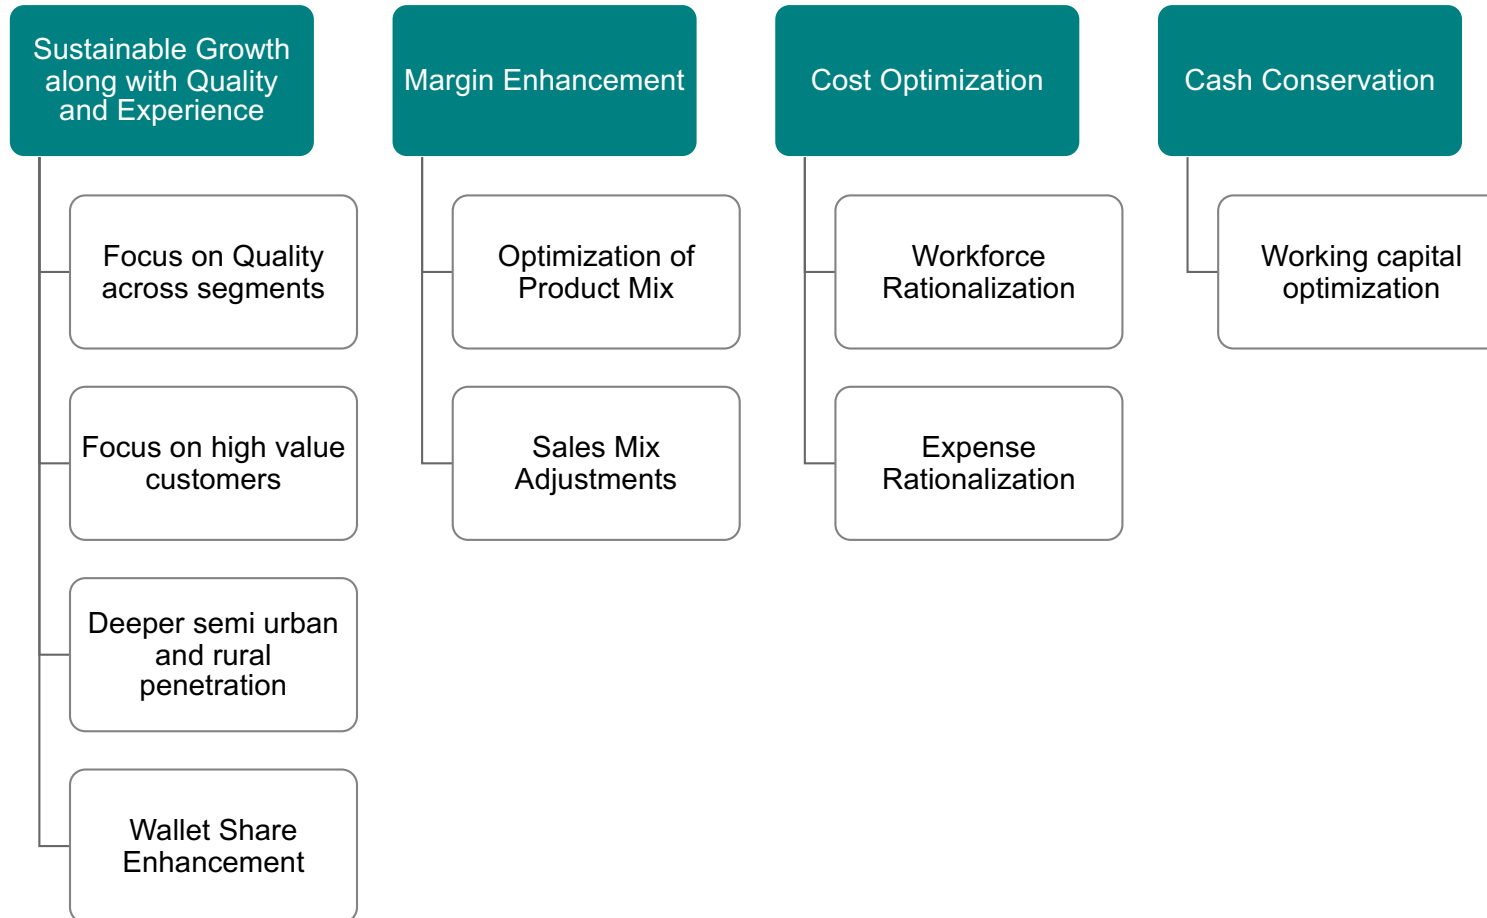 Sustainable Growth
along with Quality
and Experience
Focus on Quality
across segments
Focus on high value
customers
Deeper semi urban
and rural
penetration
Wallet Share
Enhancement
Margin Enhancement
Optimization of
Product Mix
Sales Mix
Adjustments
Cost Optimization
Workforce
Rationalization
Expense
Rationalization
Cash Conservation
Working capital
optimization